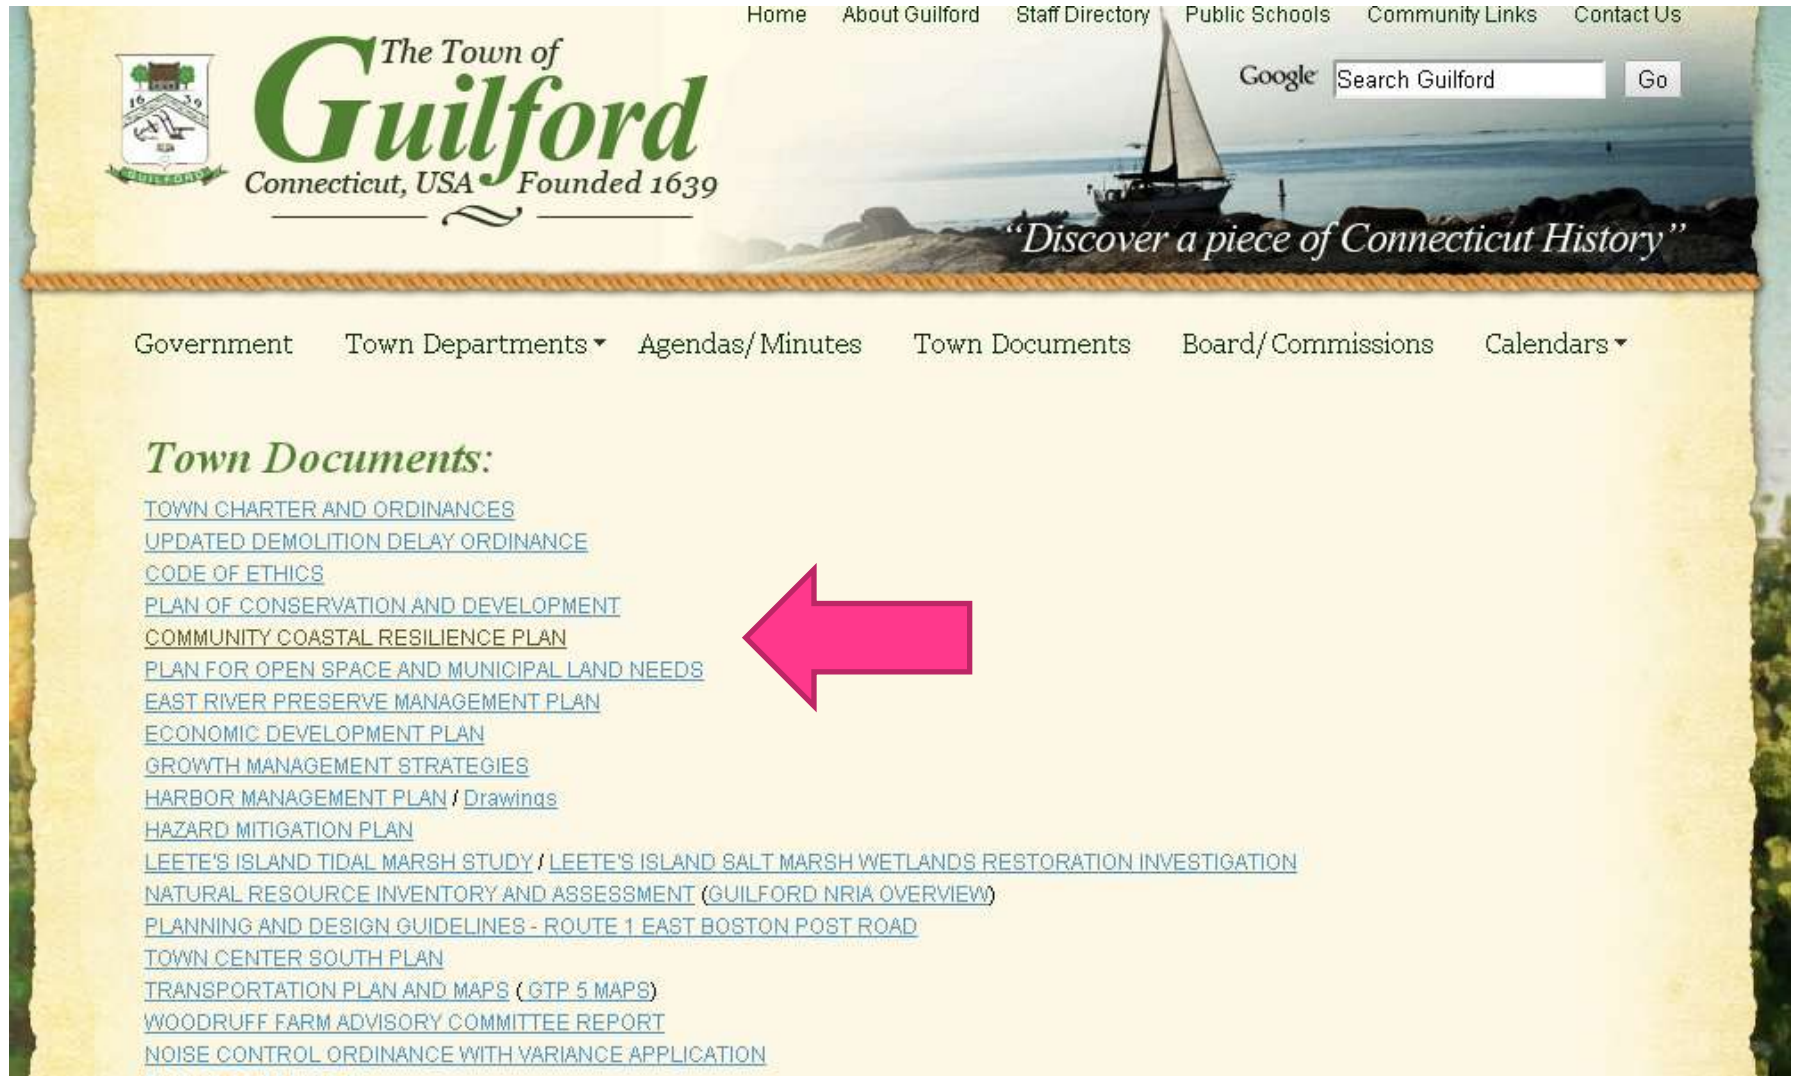 Home About Guilford Staff Directory Public Schools Community Links Contact Us
The Town of
Guilford
Connecticut, USA Founded 1639
16 39
GUILFORD
Google Search Guilford Go
"Discover a piece of Connecticut History"
Government Town Departments Agendas/Minutes Town Documents Board/Commissions Calendars
Town Documents:
TOWN CHARTER AND ORDINANCES
UPDATED DEMOLITION DELAY ORDINANCE
CODE OF ETHICS
PLAN OF CONSERVATION AND DEVELOPMENT
COMMUNITY COASTAL RESILIENCE PLAN
PLAN FOR OPEN SPACE AND MUNICIPAL LAND NEEDS
EAST RIVER PRESERVE MANAGEMENT PLAN
ECONOMIC DEVELOPMENT PLAN
GROWTH MANAGEMENT STRATEGIES
HARBOR MANAGEMENT PLAN / Drawings
HAZARD MITIGATION PLAN
LEETE'S ISLAND TIDAL MARSH STUDY / LEETE'S ISLAND SALT MARSH WETLANDS RESTORATION INVESTIGATION
NATURAL RESOURCE INVENTORY AND ASSESSMENT (GUILFORD NRIA OVERVIEW)
PLANNING AND DESIGN GUIDELINES - ROUTE 1 EAST BOSTON POST ROAD
TOWN CENTER SOUTH PLAN
TRANSPORTATION PLAN AND MAPS ( GTP 5 MAPS)
WOODRUFF FARM ADVISORY COMMITTEE REPORT
NOISE CONTROL ORDINANCE WITH VARIANCE APPLICATION